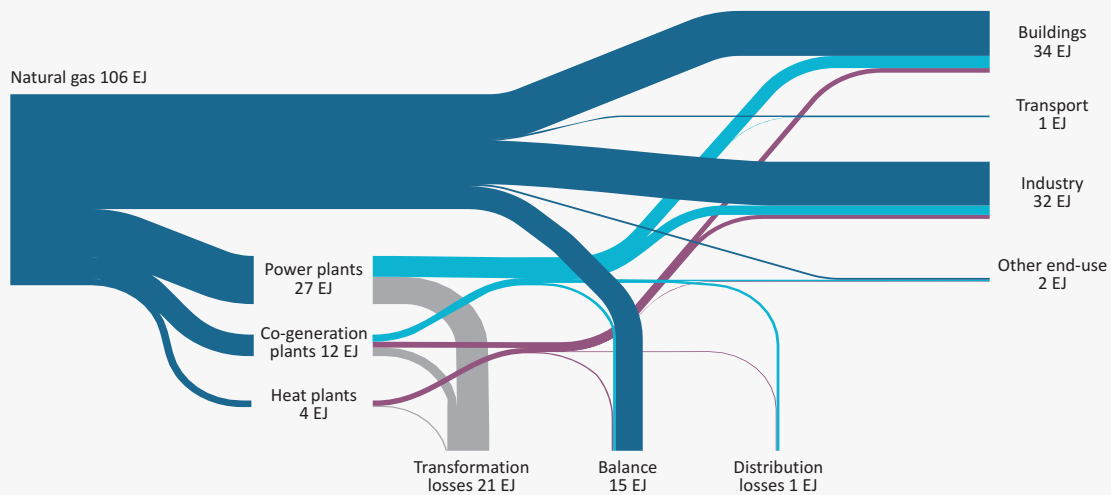 Natural gas 106 EJ
Buildings
34 EJ
Transport
1 EJ
Industry
32 EJ
Other end-use
2 EJ
Power plants
27 EJ
Co-generation
plants 12 EJ
Heat plants
4 EJ
Transformation
losses 21 EJ
Balance
15 EJ
Distribution
losses 1 EJ